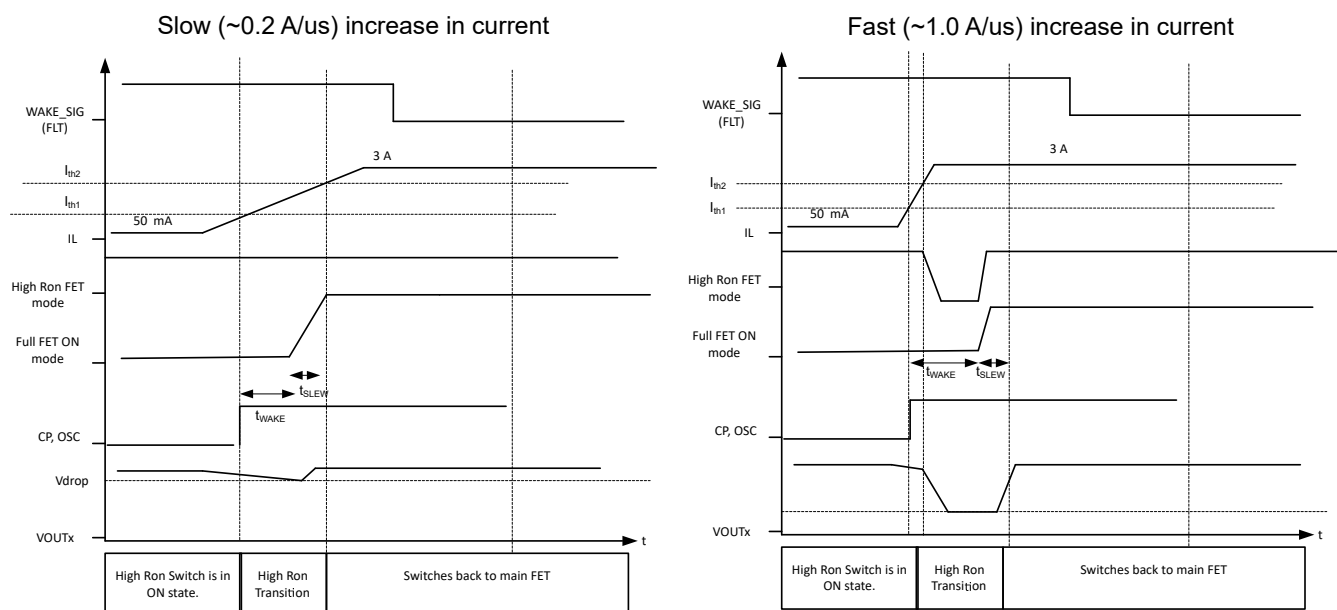 Slow (~0.2 A/us) increase in current
WAKE_SIG
(FLT)
3 A
Ith2
Ith1
50 mA
IL
High Ron FET
mode
Full FET ON
mode
tSLEW
tWAKE
CP, OSC
Vdrop
VOUTx
t
High Ron Switch is in
ON state.
High Ron
Transition
Switches back to main FET
Fast (~1.0 A/us) increase in current
WAKE_SIG
(FLT)
3 A
Ith2
Ith1
50 mA
IL
High Ron FET
mode
Full FET ON
mode
tWAKE
tSLEW
CP, OSC
VOUTx
t
High Ron Switch is in
ON state.
High Ron
Transition
Switches back to main FET